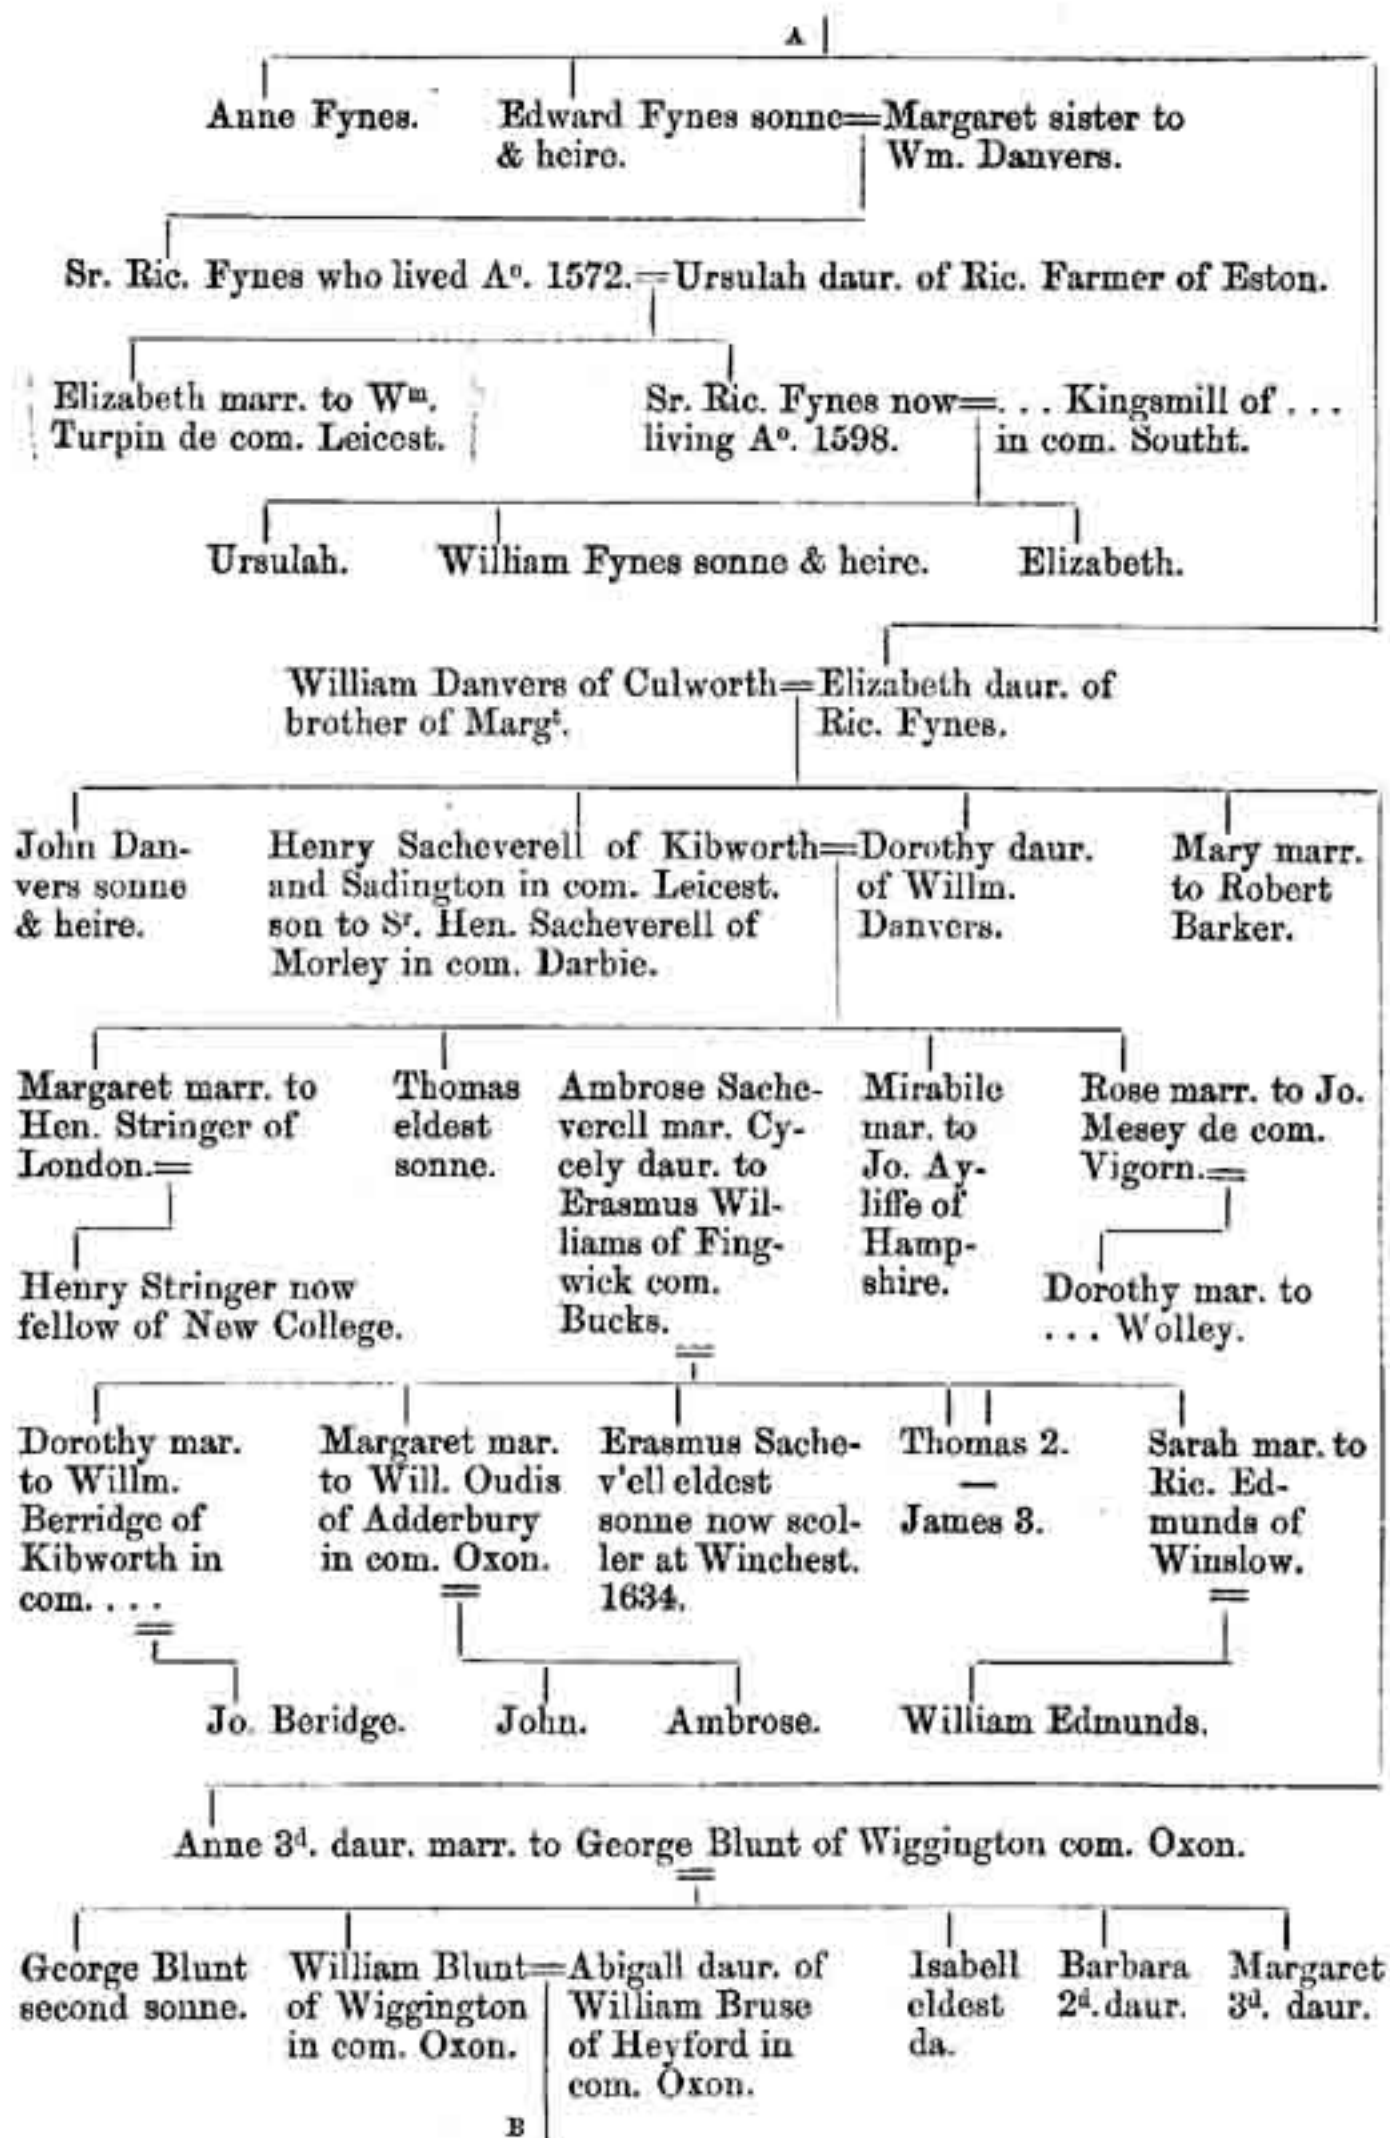 A
Anne Fynes.
Edward Fynes sonne=Margaret sister to
& heire. Wm. Danvers.
Sr. Ric. Fynes who lived Aº. 1572.=Ursulah daur. of Ric. Farmer of Eston.
Elizabeth marr. to Wᵐ.
Turpin de com. Leicest.
Sr. Ric. Fynes now=. . . Kingsmill of . . .
living Aº. 1598. in com. Southt.
Ursulah.
William Fynes sonne & heire.
Elizabeth.
William Danvers of Culworth=Elizabeth daur. of
brother of Margᵗ. Ric. Fynes.
John Dan-
vers sonne
& heire.
Henry Sacheverell of Kibworth=Dorothy daur.
and Sadington in com. Leicest. of Willm.
son to Sʳ. Hen. Sacheverell of Danvers.
Morley in com. Darbie.
Mary marr.
to Robert
Barker.
Margaret marr. to
Hen. Stringer of
London.=
Thomas
eldest
sonne.
Ambrose Sache-
verell mar. Cy-
cely daur. to
Erasmus Wil-
liams of Fing-
wick com.
Bucks.
=
Mirabile
mar. to
Jo. Ay-
liffe of
Hamp-
shire.
Rose marr. to Jo.
Mesey de com.
Vigorn.=
Henry Stringer now
fellow of New College.
Dorothy mar. to
. . . Wolley.
Dorothy mar.
to Willm.
Berridge of
Kibworth in
com. . . .
=
Margaret mar.
to Will. Oudis
of Adderbury
in com. Oxon.
=
Erasmus Sache-
v'ell eldest
sonne now scol-
ler at Winchest.
1634.
Thomas 2.
—
James 3.
Sarah mar. to
Ric. Ed-
munds of
Winslow.
=
Jo. Beridge.
John.
Ambrose.
William Edmunds.
Anne 3ᵈ. daur. marr. to George Blunt of Wiggington com. Oxon.
=
George Blunt
second sonne.
William Blunt=Abigall daur. of
of Wiggington William Bruse
in com. Oxon. of Heyford in
com. Oxon.
Isabell
eldest
da.
Barbara
2ᵈ. daur.
Margaret
3ᵈ. daur.
B